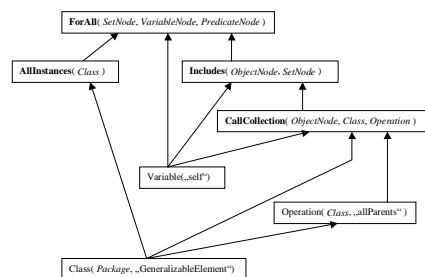 ForAll( SetNode, VariableNode, PredicateNode )
AllInstances( Class )
Includes( ObjectNode, SetNode )
CallCollection( ObjectNode, Class, Operation )
Variable(„self“)
Operation( Class, „allParents“ )
Class( Package, „GeneralizableElement“)